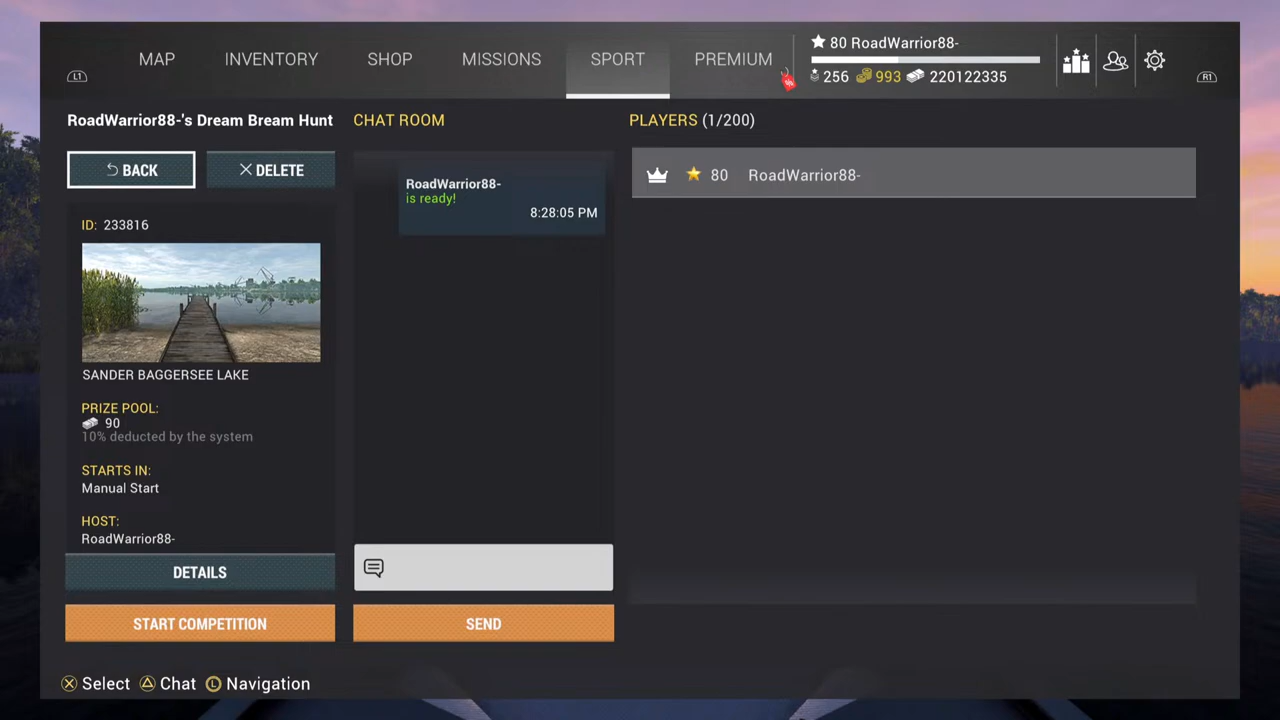 L1
MAP
INVENTORY
SHOP
MISSIONS
SPORT
PREMIUM
%
80 RoadWarrior88-
256 993 220122335
R1
RoadWarrior88-'s Dream Bream Hunt
BACK
DELETE
ID: 233816
SANDER BAGGERSEE LAKE
PRIZE POOL:
90
10% deducted by the system
STARTS IN:
Manual Start
HOST:
RoadWarrior88-
DETAILS
START COMPETITION
CHAT ROOM
RoadWarrior88-
is ready!
8:28:05 PM
SEND
PLAYERS (1/200)
80 RoadWarrior88-
Select Chat L Navigation